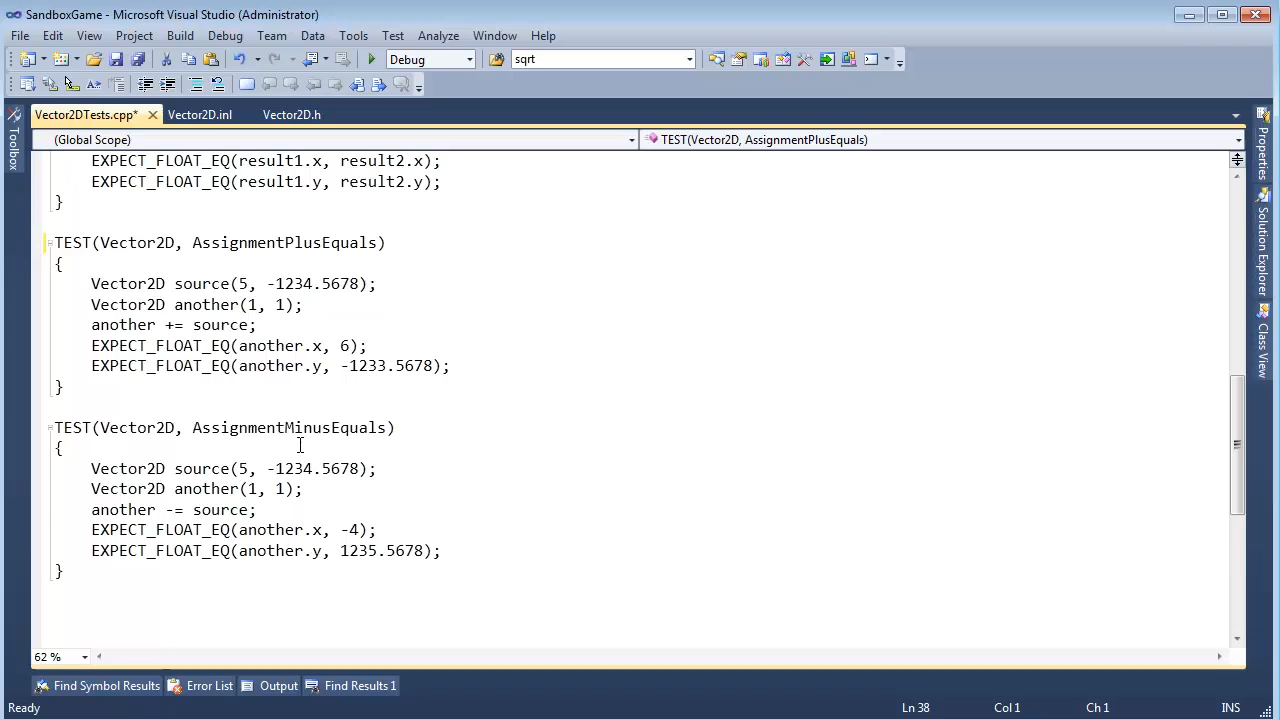 SandboxGame - Microsoft Visual Studio (Administrator)
File Edit View Project Build Debug Team Data Tools Test Analyze Window Help
Debug sqrt
Vector2DTests.cpp* Vector2D.inl Vector2D.h
(Global Scope) TEST(Vector2D, AssignmentPlusEquals)
EXPECT_FLOAT_EQ(result1.x, result2.x);
EXPECT_FLOAT_EQ(result1.y, result2.y);
}
TEST(Vector2D, AssignmentPlusEquals)
{
Vector2D source(5, -1234.5678);
Vector2D another(1, 1);
another += source;
EXPECT_FLOAT_EQ(another.x, 6);
EXPECT_FLOAT_EQ(another.y, -1233.5678);
}
TEST(Vector2D, AssignmentMinusEquals)
{
Vector2D source(5, -1234.5678);
Vector2D another(1, 1);
another -= source;
EXPECT_FLOAT_EQ(another.x, -4);
EXPECT_FLOAT_EQ(another.y, 1235.5678);
}
62 %
Find Symbol Results Error List Output Find Results 1
Ready Ln 38 Col 1 Ch 1 INS
Toolbox
Properties
Solution Explorer
Class View